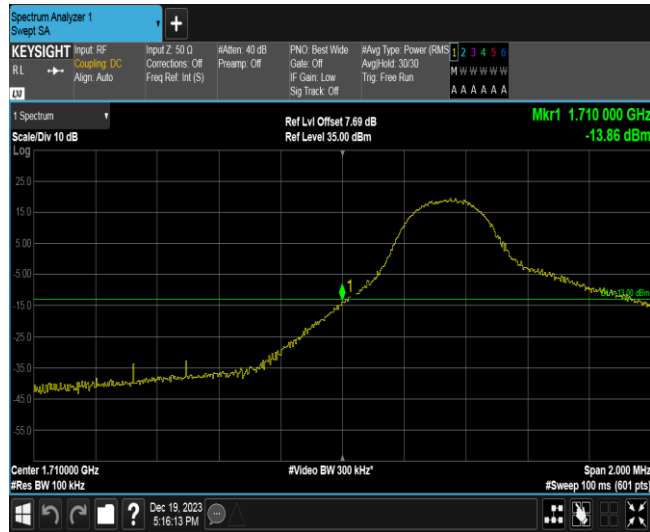 Spectrum Analyzer 1
Swept SA
+
KEYSIGHT
RL
LXI
Input: RF
Coupling: DC
Align: Auto
Input Z: 50 Ω
Corrections: Off
Freq Ref: Int (S)
#Atten: 40 dB
Preamp: Off
PNO: Best Wide
Gate: Off
IF Gain: Low
Sig Track: Off
#Avg Type: Power (RMS
Avg|Hold: 30/30
Trig: Free Run
1 2 3 4 5 6
M W W W W W
A A A A A A
1 Spectrum
Scale/Div 10 dB
Log
Ref Lvl Offset 7.69 dB
Ref Level 35.00 dBm
Mkr1 1.710 000 GHz
-13.86 dBm
25.0
15.0
5.00
-5.00
-15.0
-25.0
-35.0
-45.0
-55.0
1
Center 1.710000 GHz
#Res BW 100 kHz
#Video BW 300 kHz*
Span 2.000 MHz
#Sweep 100 ms (601 pts)
?
Dec 19, 2023
5:16:13 PM